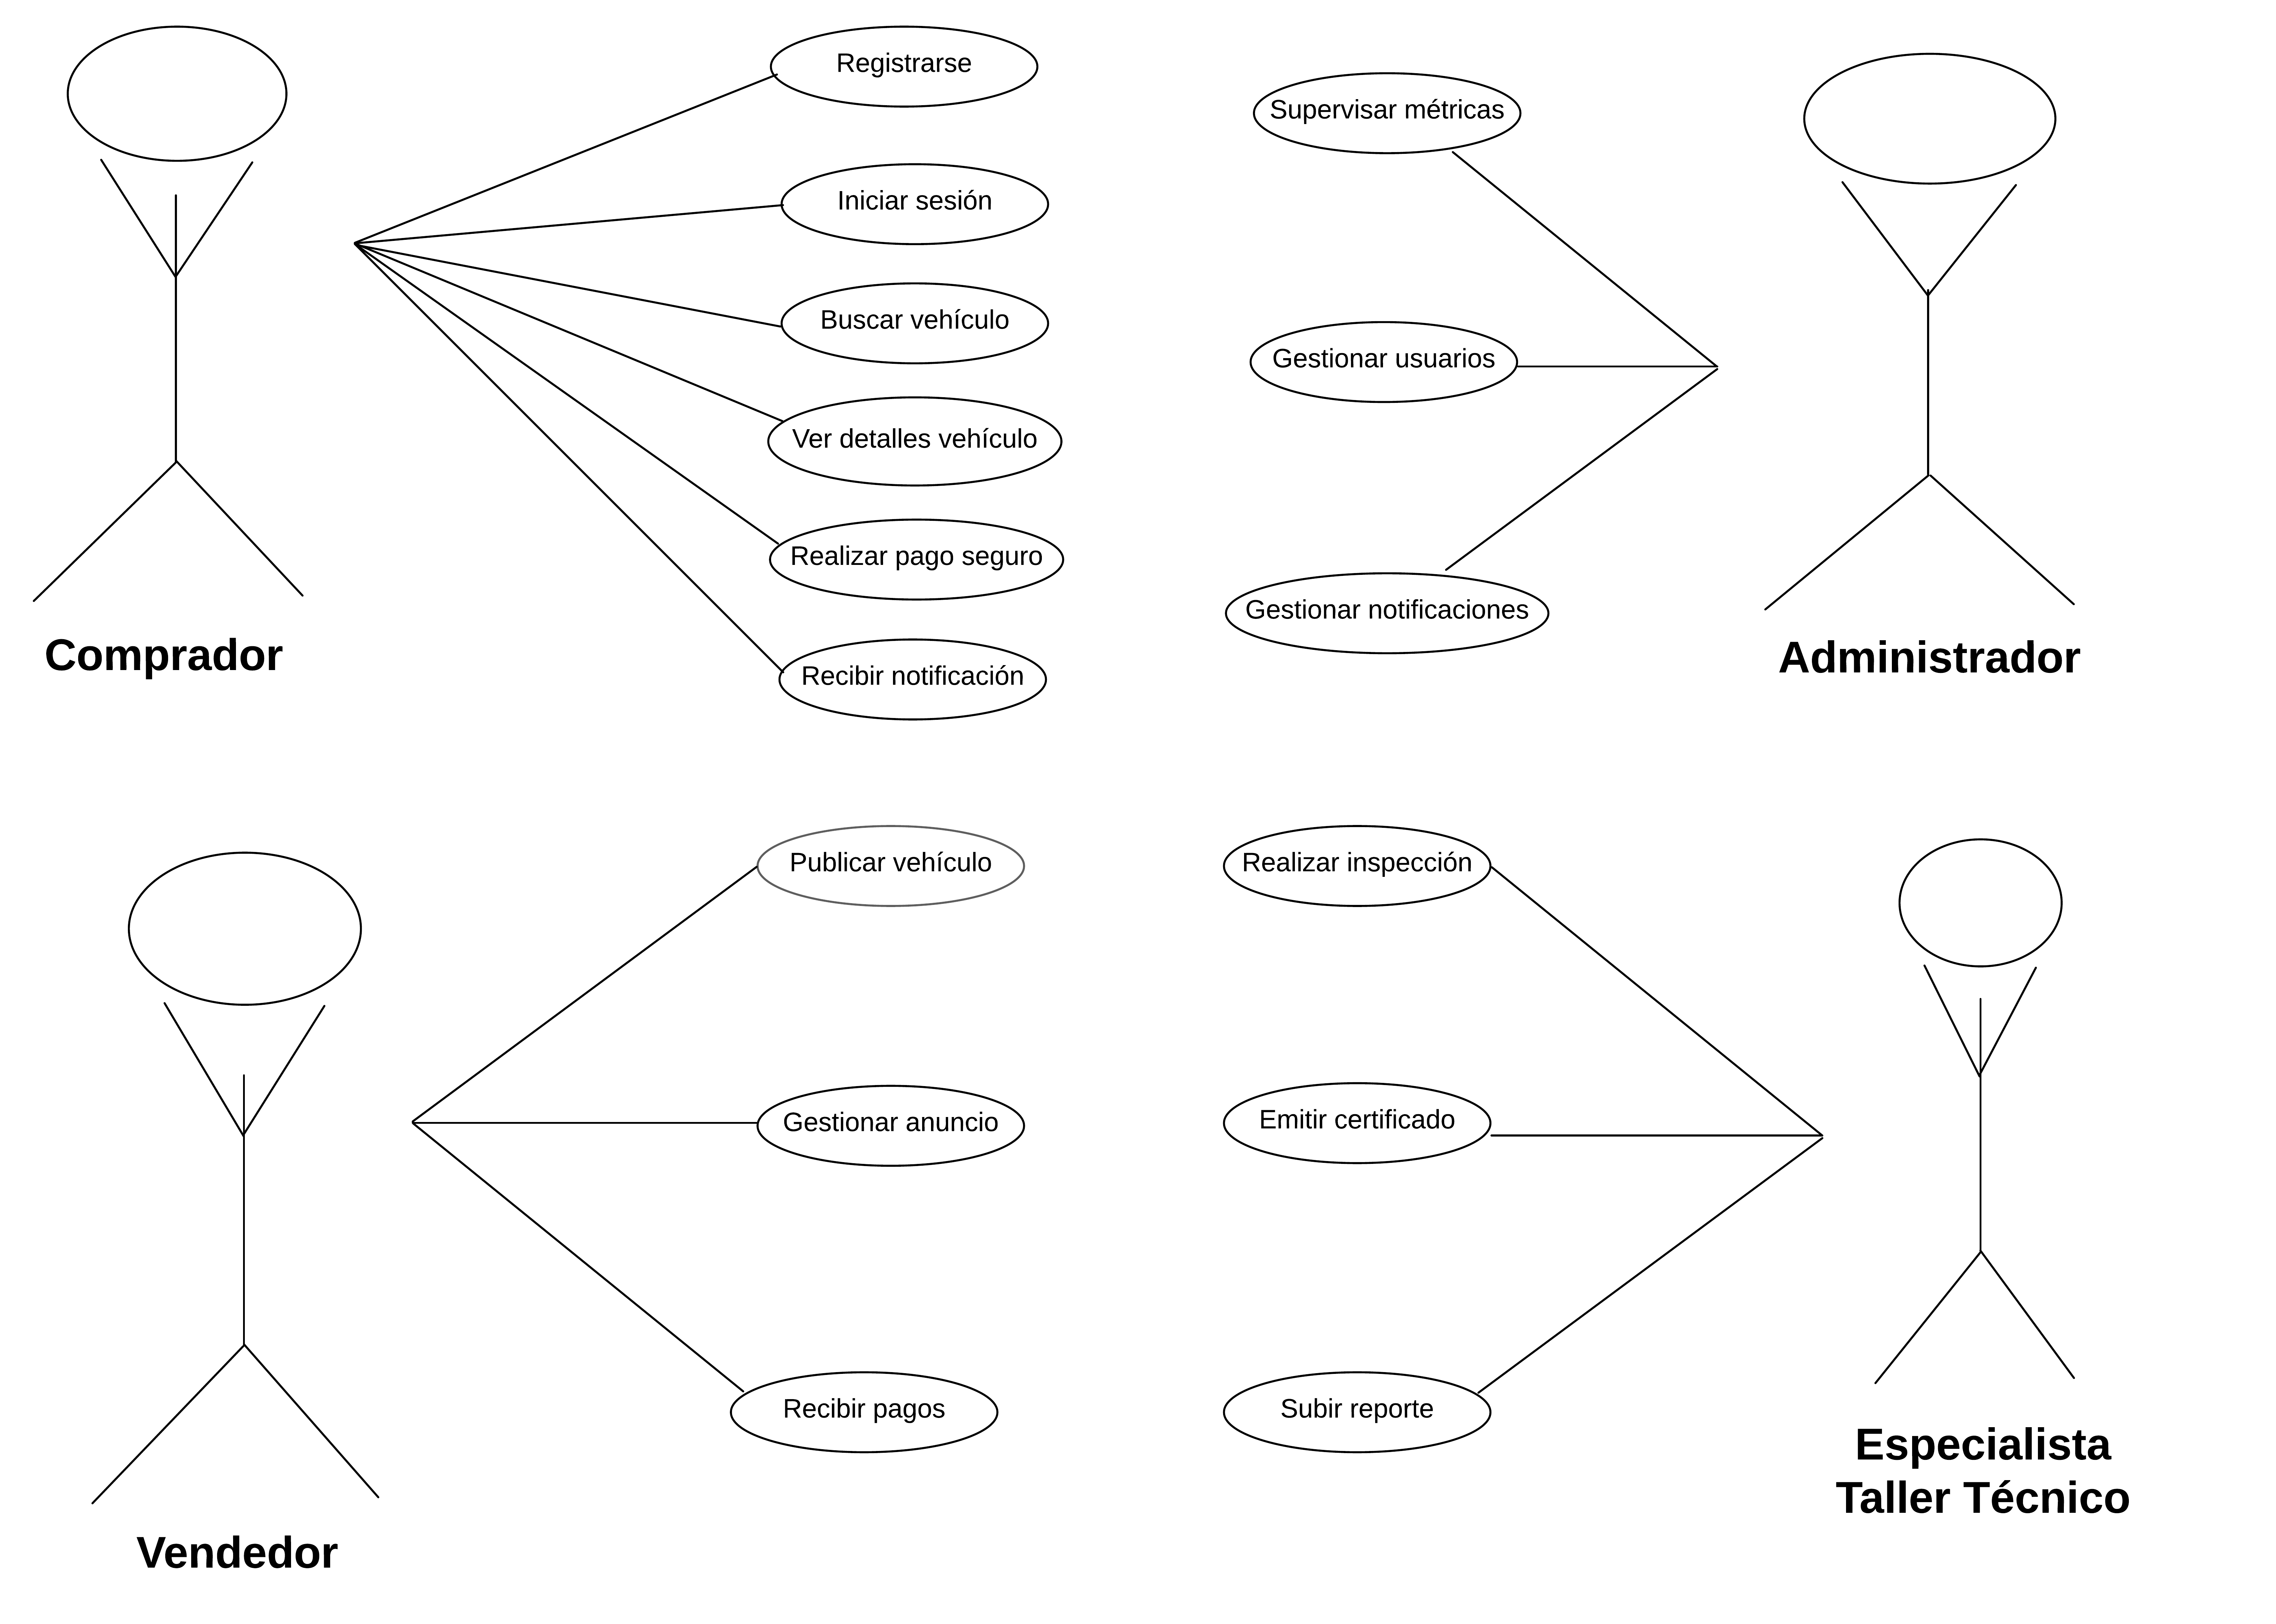 Registrarse
Iniciar sesión
Buscar vehículo
Ver detalles vehículo
Realizar pago seguro
Recibir notificación
Comprador
Supervisar métricas
Gestionar usuarios
Gestionar notificaciones
Administrador
Publicar vehículo
Gestionar anuncio
Recibir pagos
Vendedor
Realizar inspección
Emitir certificado
Subir reporte
Especialista
Taller Técnico